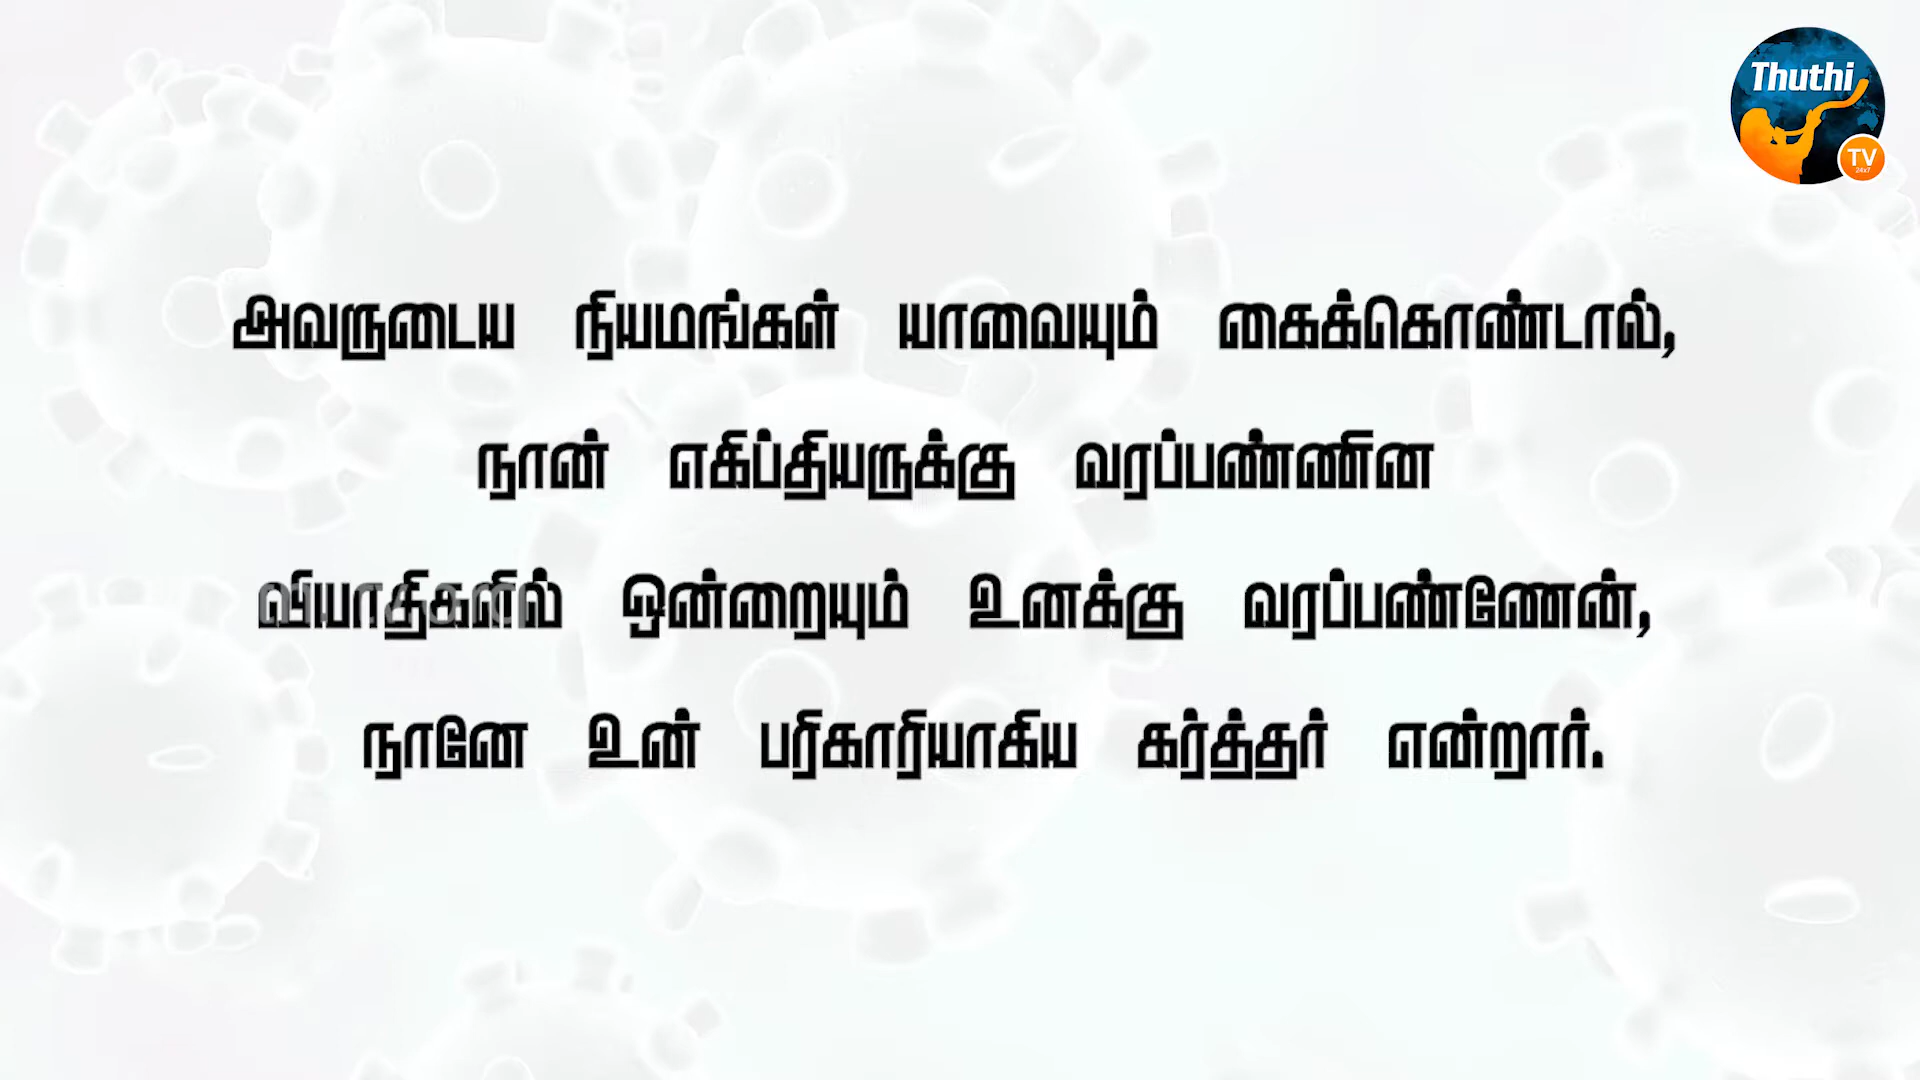 Thuthi
TV
24x7
அவருடைய நியமங்கள் யாவையும் கைக்கொண்டால்,
நான் எகிப்தியருக்கு வரப்பண்ணின
வியாதிகளில் ஒன்றையும் உனக்கு வரப்பண்ணேன்,
நானே உன் பரிகாரியாகிய கர்த்தர் என்றார்.